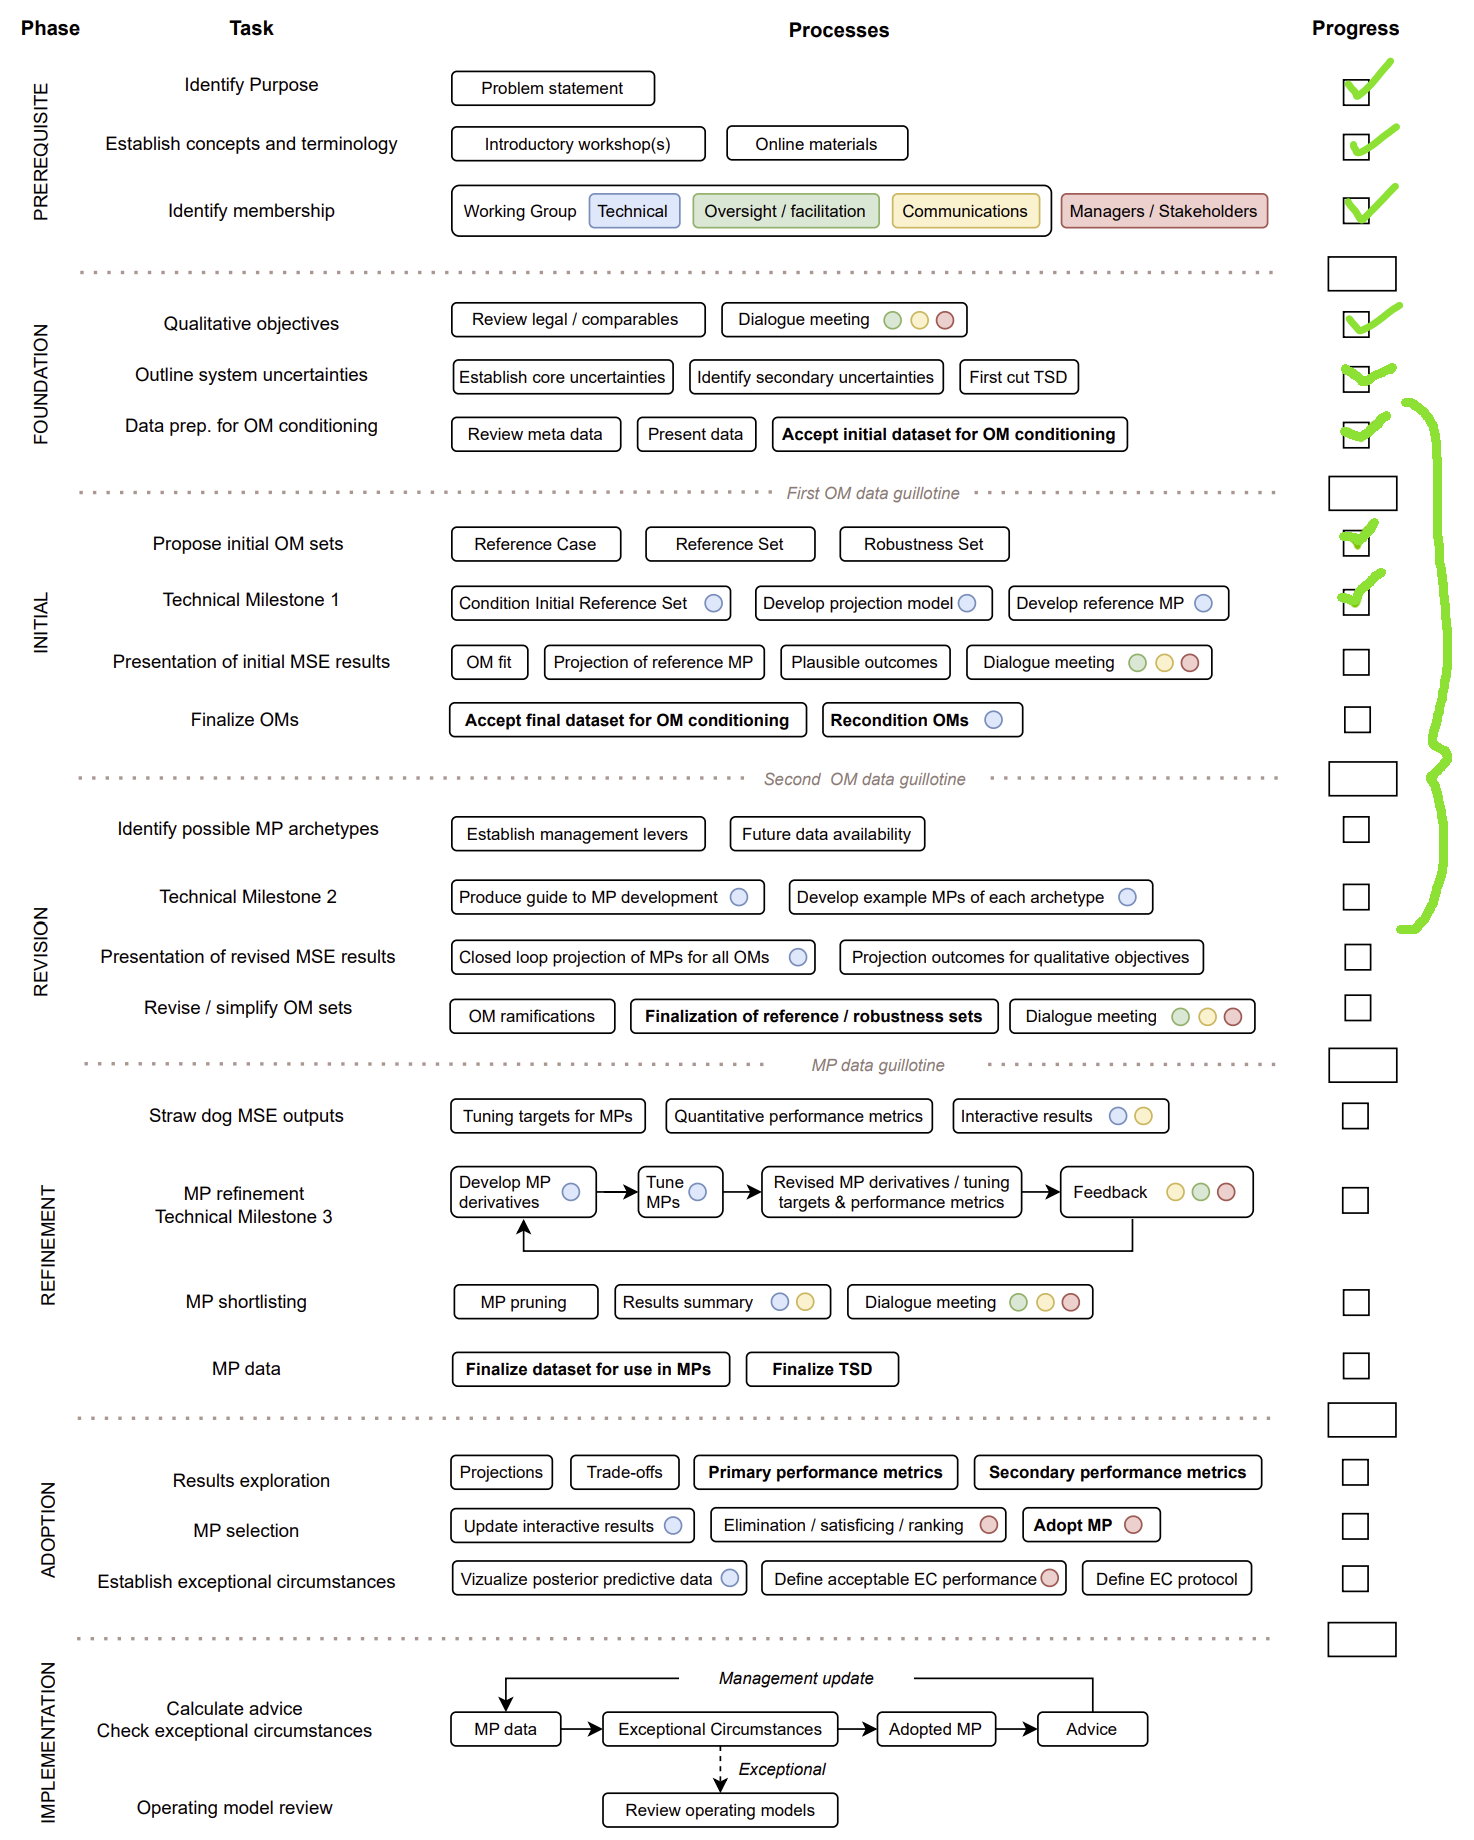 Phase Task Processes Progress
PREREQUISITE
Identify Purpose Problem statement
Establish concepts and terminology Introductory workshop(s) Online materials
Identify membership Working Group Technical Oversight / facilitation Communications Managers / Stakeholders
FOUNDATION
Qualitative objectives Review legal / comparables Dialogue meeting
Outline system uncertainties Establish core uncertainties Identify secondary uncertainties First cut TSD
Data prep. for OM conditioning Review meta data Present data Accept initial dataset for OM conditioning
First OM data guillotine
INITIAL
Propose initial OM sets Reference Case Reference Set Robustness Set
Technical Milestone 1 Condition Initial Reference Set Develop projection model Develop reference MP
Presentation of initial MSE results OM fit Projection of reference MP Plausible outcomes Dialogue meeting
Finalize OMs Accept final dataset for OM conditioning Recondition OMs
Second OM data guillotine
REVISION
Identify possible MP archetypes Establish management levers Future data availability
Technical Milestone 2 Produce guide to MP development Develop example MPs of each archetype
Presentation of revised MSE results Closed loop projection of MPs for all OMs Projection outcomes for qualitative objectives
Revise / simplify OM sets OM ramifications Finalization of reference / robustness sets Dialogue meeting
MP data guillotine
REFINEMENT
Straw dog MSE outputs Tuning targets for MPs Quantitative performance metrics Interactive results
MP refinement
Technical Milestone 3
Develop MP
derivatives
Tune
MPs
Revised MP derivatives / tuning
targets & performance metrics
Feedback
MP shortlisting MP pruning Results summary Dialogue meeting
MP data Finalize dataset for use in MPs Finalize TSD
ADOPTION
Results exploration Projections Trade-offs Primary performance metrics Secondary performance metrics
MP selection Update interactive results Elimination / satisficing / ranking Adopt MP
Establish exceptional circumstances Vizualize posterior predictive data Define acceptable EC performance Define EC protocol
IMPLEMENTATION
Management update
Calculate advice
Check exceptional circumstances
MP data Exceptional Circumstances Adopted MP Advice
Exceptional
Operating model review Review operating models